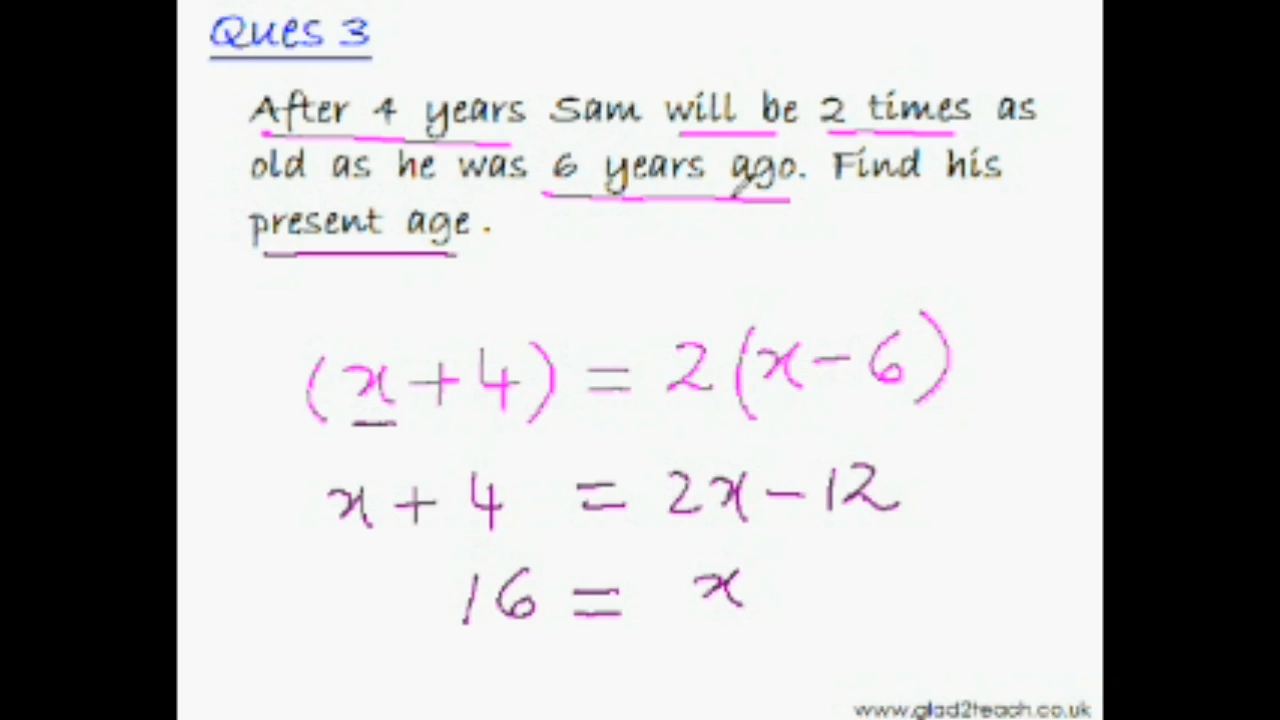 Ques 3
After 4 years Sam will be 2 times as
old as he was 6 years ago. Find his
present age.
(x+4) = 2(x-6)
x+4 = 2x-12
16 = x
www.glad2teach.co.uk